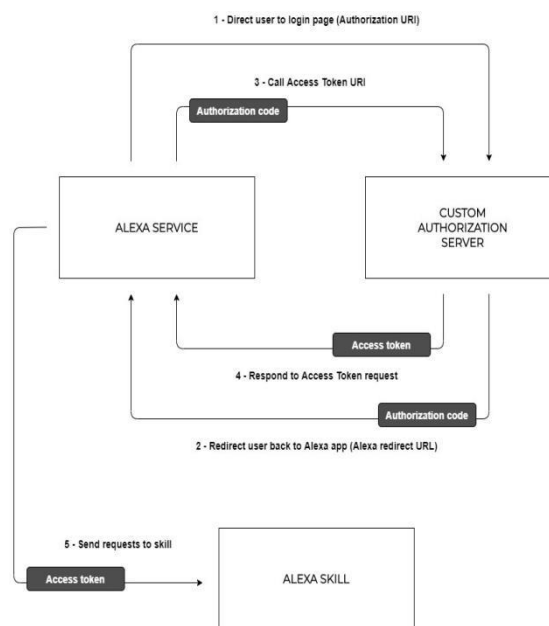 1 - Direct user to login page (Authorization URI)
3 - Call Access Token URI
Authorization code
ALEXA SERVICE
CUSTOM
AUTHORIZATION
SERVER
Access token
4 - Respond to Access Token request
Authorization code
2 - Redirect user back to Alexa app (Alexa redirect URL)
5 - Send requests to skill
Access token
ALEXA SKILL